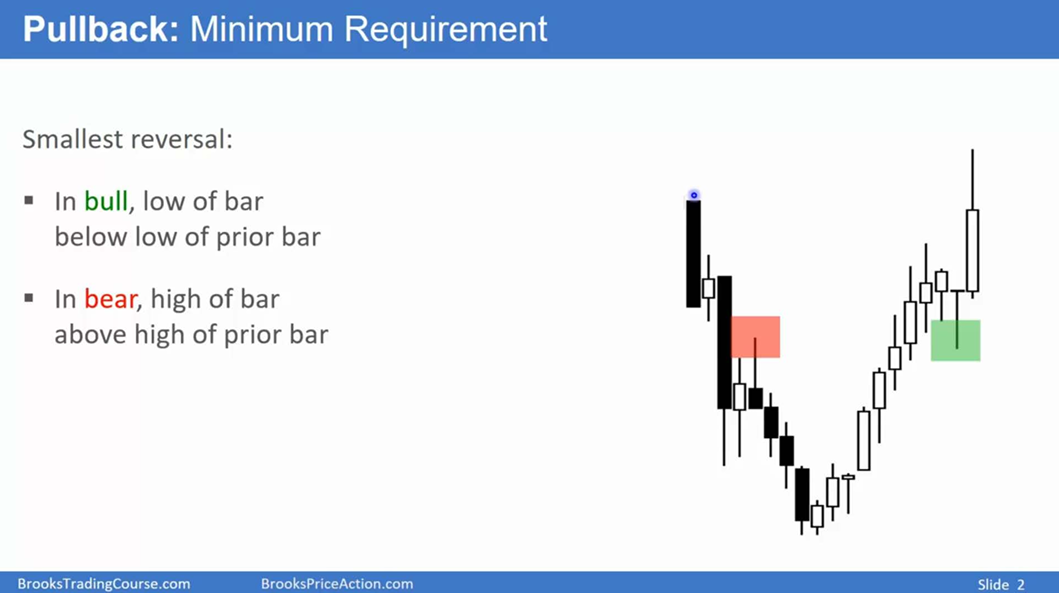 Pullback: Minimum Requirement
Smallest reversal:
▪ In bull, low of bar
below low of prior bar
▪ In bear, high of bar
above high of prior bar
BrooksTradingCourse.com BrooksPriceAction.com Slide 2